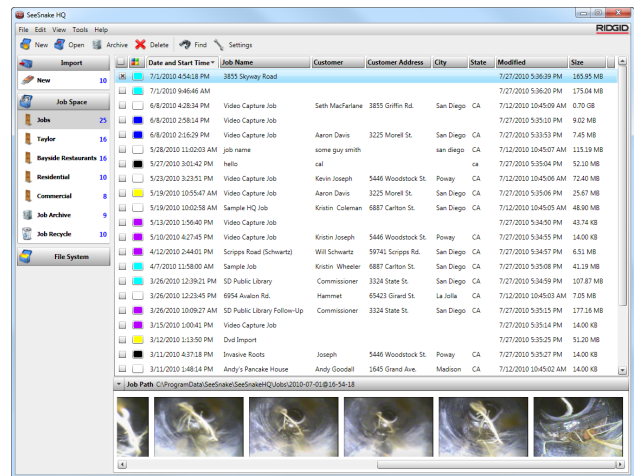 SeeSnake HQ
File Edit View Tools Help RIDGID
New Open Archive Delete Find Settings
Import
New 10
Job Space
Jobs 25
Taylor 16
Bayside Restaurants 16
Residential 10
Commercial 8
Job Archive 9
Job Recycle 10
File System
Date and Start Time Job Name Customer Customer Address City State Modified Size
7/1/2010 4:54:18 PM 3855 Skyway Road 7/27/2010 5:36:39 PM 165.95 MB
7/1/2010 9:46:46 AM 7/27/2010 5:36:20 PM 175.04 MB
6/8/2010 4:28:34 PM Video Capture Job Seth MacFarlane 3855 Griffin Rd. San Diego CA 7/12/2010 10:45:09 AM 0.70 GB
6/8/2010 2:58:14 PM Video Capture Job 7/27/2010 5:35:10 PM 9.02 MB
6/8/2010 2:16:29 PM Video Capture Job Aaron Davis 3225 Morell St. San Diego CA 7/27/2010 5:33:53 PM 7.45 MB
5/28/2010 11:02:03 AM job name some guy smith san diego CA 7/12/2010 10:45:07 AM 115.19 MB
5/27/2010 3:01:42 PM hello cal ca 7/27/2010 5:35:04 PM 52.10 MB
5/23/2010 3:23:51 PM Video Capture Job Kevin Joseph 5446 Woodstock St. Poway CA 7/12/2010 10:45:06 AM 72.40 MB
5/19/2010 10:55:47 AM Video Capture Job Aaron Davis 3225 Morell St. San Diego CA 7/27/2010 5:35:06 PM 25.67 MB
5/19/2010 10:02:58 AM Sample HQ Job Kristin Coleman 6887 Carlton St. San Diego CA 7/12/2010 10:45:05 AM 48.90 MB
5/13/2010 1:56:40 PM Video Capture Job 7/27/2010 5:34:50 PM 43.74 KB
5/10/2010 4:27:45 PM Video Capture Job Kristin Joseph 5446 Woodstock St. Poway CA 7/27/2010 5:34:55 PM 14.00 KB
4/12/2010 2:44:01 PM Scripps Road (Schwartz) Will Schwartz 59741 Scripps Rd. San Diego CA 7/27/2010 5:34:57 PM 6.51 MB
4/7/2010 11:58:00 AM Sample Job Kristin Wheeler 6887 Carlton St. San Diego CA 7/27/2010 5:35:08 PM 41.19 MB
3/26/2010 12:39:21 PM SD Public Library Commissioner 3324 State St. San Diego CA 7/27/2010 5:34:59 PM 107.87 MB
3/26/2010 12:23:45 PM 6954 Avalon Rd. Hammet 65423 Girard St. La Jolla CA 7/12/2010 10:45:03 AM 7.05 MB
3/26/2010 10:09:27 AM SD Public Library Follow-Up Commissioner 3324 State St. San Diego CA 7/27/2010 5:35:15 PM 177.16 MB
3/15/2010 1:00:41 PM Video Capture Job 7/27/2010 5:35:14 PM 14.00 KB
3/12/2010 1:13:50 PM Dvd Import 7/27/2010 5:35:25 PM 51.20 MB
3/11/2010 4:37:18 PM Invasive Roots Joseph 5446 Woodstock St. Poway CA 7/27/2010 5:35:27 PM 14.00 KB
3/11/2010 1:48:14 PM Andy's Pancake House Andy Goodall 1645 Grand Ave. Madison CA 7/12/2010 10:45:02 AM 14.00 KB
Job Path C:\ProgramData\SeeSnake\SeeSnakeHQ\Jobs\2010-07-01@16-54-18